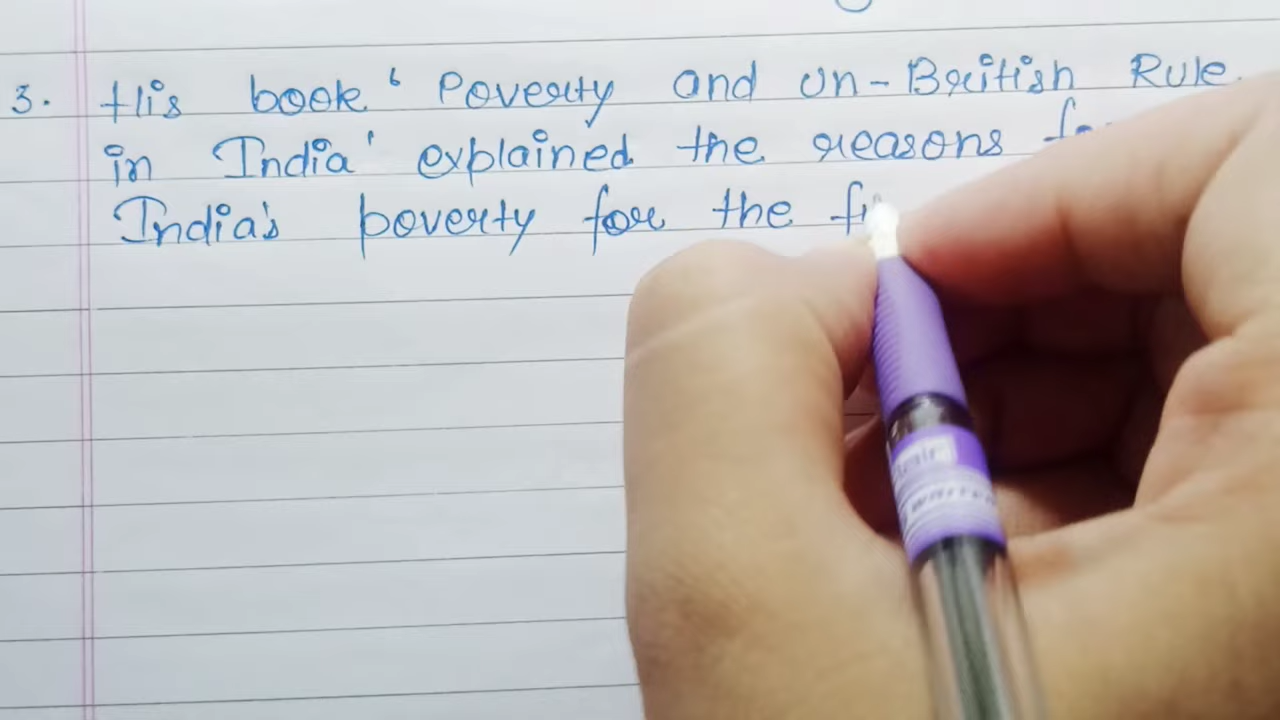 3. His book ' Poverty and Un-British Rule
in India' explained the reasons
India's poverty for the